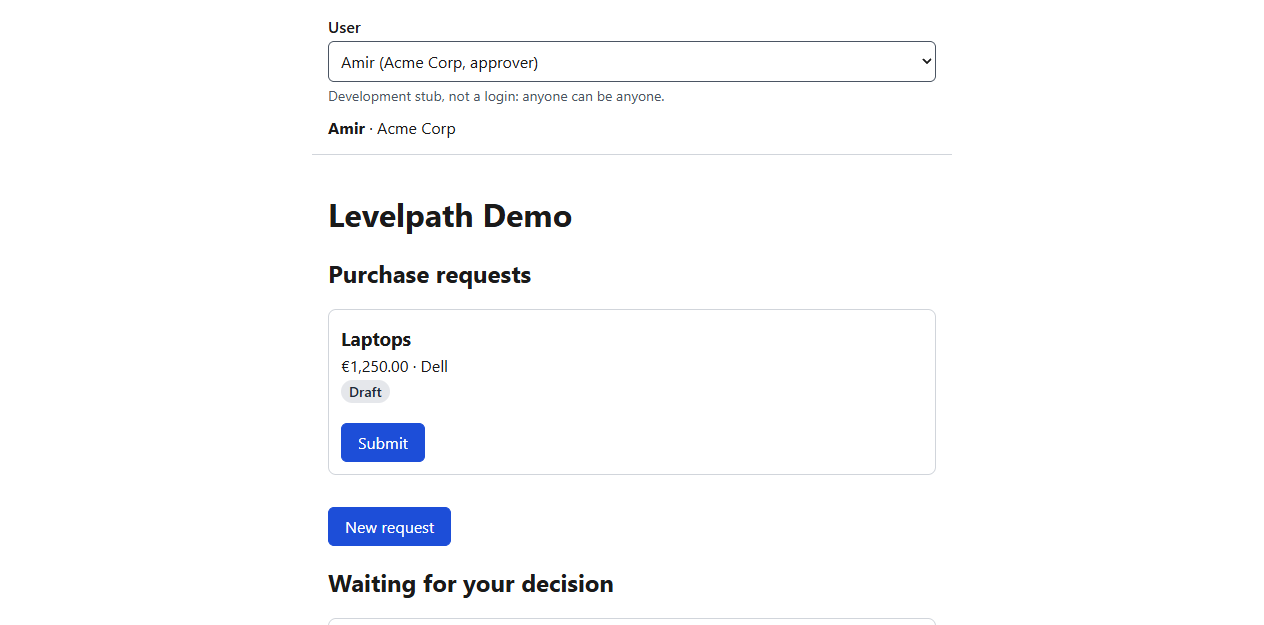 User
Amir (Acme Corp, approver)
Development stub, not a login: anyone can be anyone.
Amir · Acme Corp
Levelpath Demo
Purchase requests
Laptops
€1,250.00 · Dell
Draft
Submit
New request
Waiting for your decision